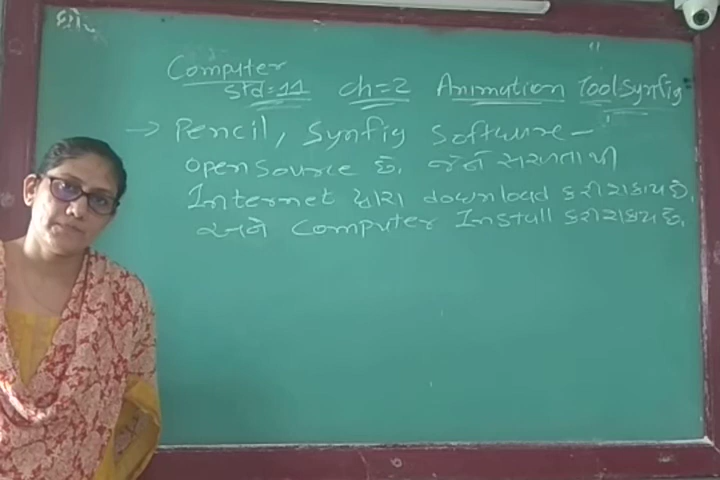 Computer
Std=11 ch=2 Animation Tool-Synfig
→ Pencil, Synfig Software -
open source છે. જેને સરળતાથી
Internet દ્વારા download કરી શકાય છે.
અને Computer Install કરી શકાય છે.